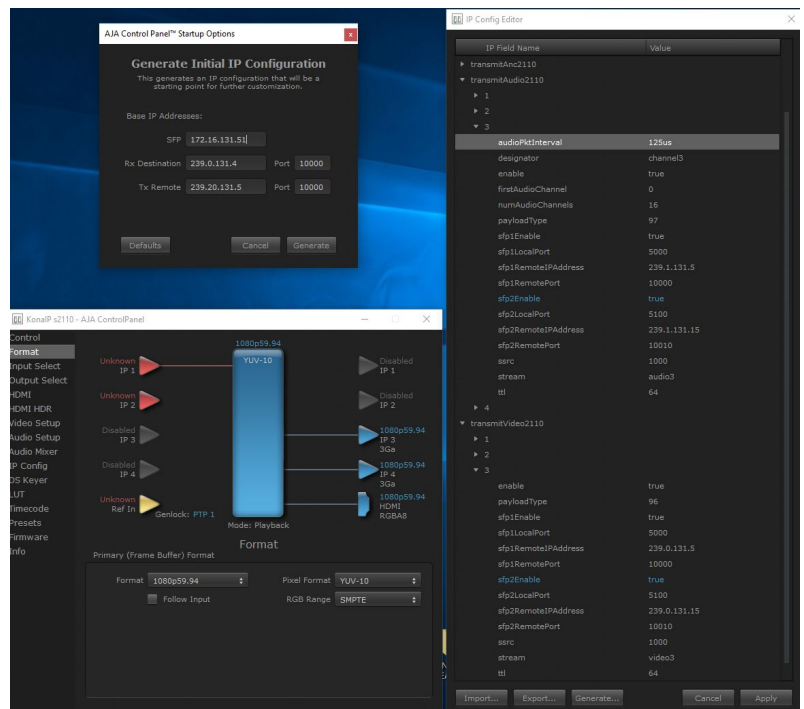 AJA Control Panel™ Startup Options
x
Generate Initial IP Configuration
This generates an IP configuration that will be a
starting point for further customization.
Base IP Addresses:
SFP 172.16.131.51
Rx Destination 239.0.131.4 Port 10000
Tx Remote 239.20.131.5 Port 10000
Defaults Cancel Generate
KonaIP s2110 - AJA ControlPanel
Control
Format
Input Select
Output Select
HDMI
HDMI HDR
Video Setup
Audio Setup
Audio Mixer
IP Config
DS Keyer
LUT
Timecode
Presets
Firmware
Info
1080p59.94
YUV-10
Unknown
IP 1
Unknown
IP 2
Disabled
IP 3
Disabled
IP 4
Unknown
Ref In
Genlock: PTP 1
Mode: Playback
Disabled
IP 1
Disabled
IP 2
1080p59.94
IP 3
3Ga
1080p59.94
IP 4
3Ga
1080p59.94
HDMI
RGBA8
Format
Primary (Frame Buffer) Format
Format 1080p59.94 Pixel Format YUV-10
Follow Input RGB Range SMPTE
IP Config Editor
IP Field Name Value
transmitAnc2110
transmitAudio2110
1
2
3
audioPktInterval 125us
designator channel3
enable true
firstAudioChannel 0
numAudioChannels 16
payloadType 97
sfp1Enable true
sfp1LocalPort 5000
sfp1RemoteIPAddress 239.1.131.5
sfp1RemotePort 10000
sfp2Enable true
sfp2LocalPort 5100
sfp2RemoteIPAddress 239.1.131.15
sfp2RemotePort 10010
ssrc 1000
stream audio3
ttl 64
4
transmitVideo2110
1
2
3
enable true
payloadType 96
sfp1Enable true
sfp1LocalPort 5000
sfp1RemoteIPAddress 239.0.131.5
sfp1RemotePort 10000
sfp2Enable true
sfp2LocalPort 5100
sfp2RemoteIPAddress 239.0.131.15
sfp2RemotePort 10010
ssrc 1000
stream video3
ttl 64
Import... Export... Generate... Cancel Apply